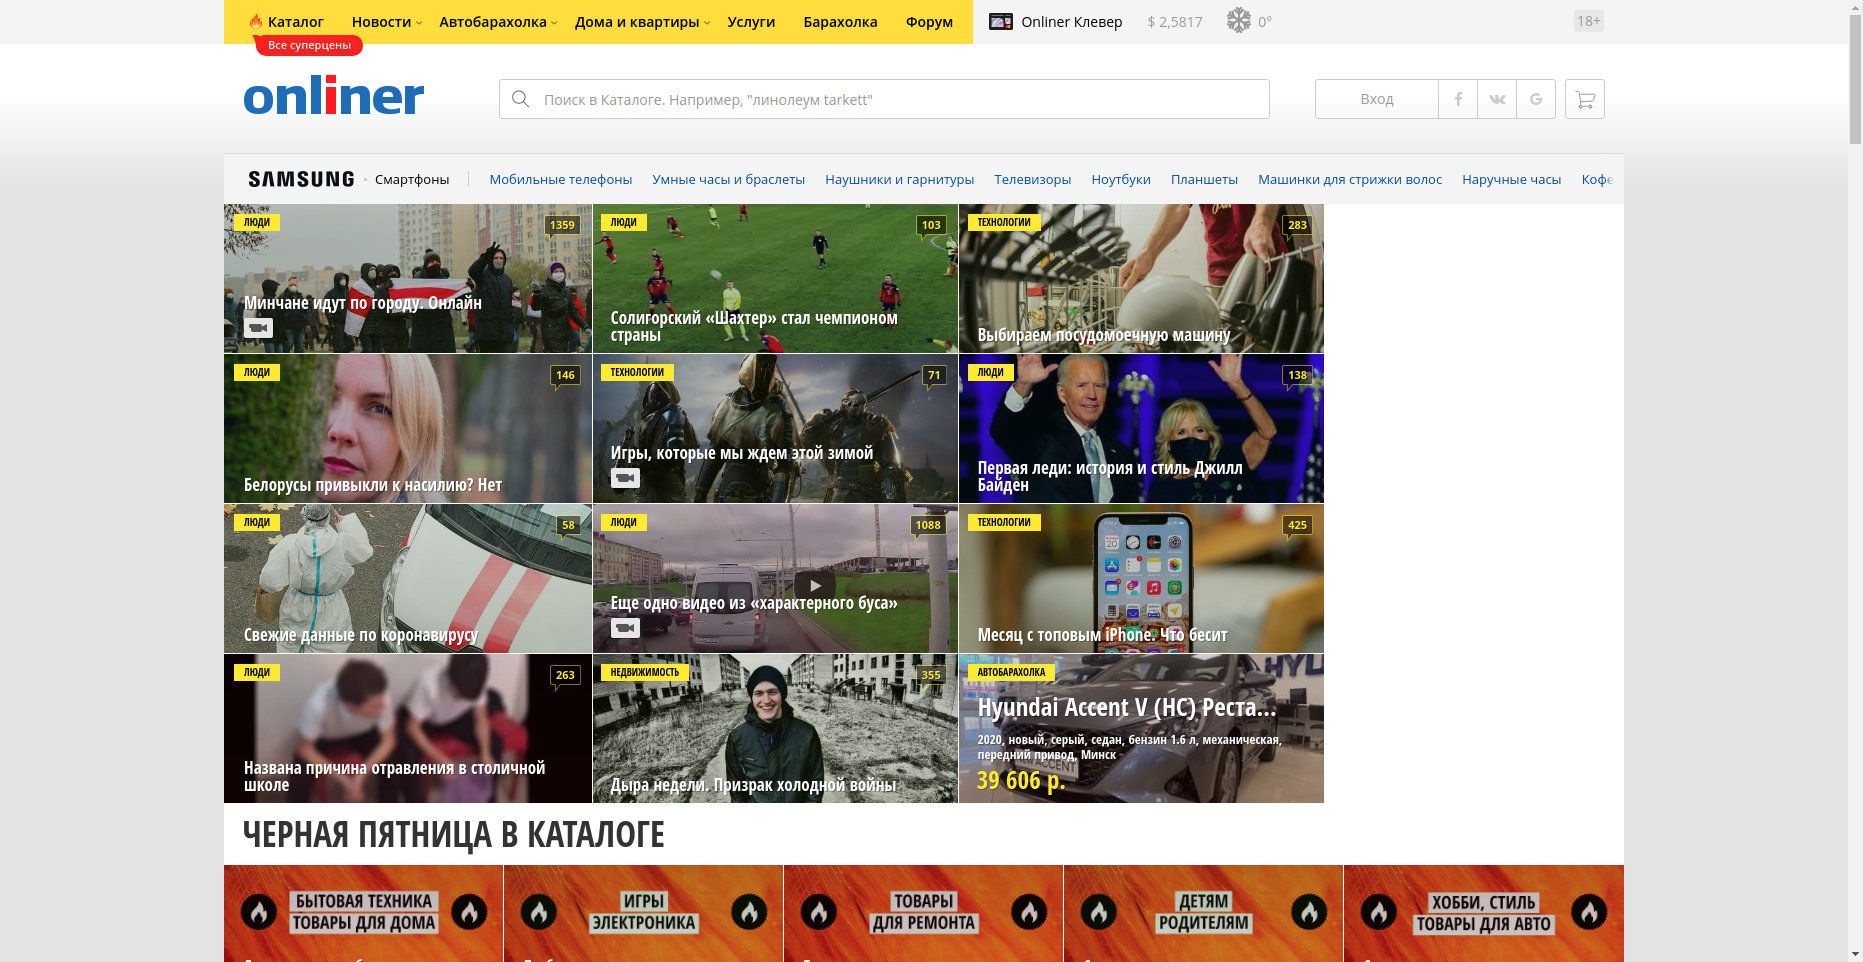 Каталог Новости Автобарахолка Дома и квартиры Услуги Барахолка Форум Onliner Клевер $ 2,5817 0° 18+
Все суперцены
onliner
Поиск в Каталоге. Например, "линолеум tarkett"
Вход
SAMSUNG Смартфоны Мобильные телефоны Умные часы и браслеты Наушники и гарнитуры Телевизоры Ноутбуки Планшеты Машинки для стрижки волос Наручные часы Кофе
ЛЮДИ 1359
Минчане идут по городу. Онлайн
ЛЮДИ 103
Солигорский «Шахтер» стал чемпионом
страны
ТЕХНОЛОГИИ 283
Выбираем посудомоечную машину
ЛЮДИ 146
Белорусы привыкли к насилию? Нет
ТЕХНОЛОГИИ 71
Игры, которые мы ждем этой зимой
ЛЮДИ 138
Первая леди: история и стиль Джилл
Байден
ЛЮДИ 58
Свежие данные по коронавирусу
ЛЮДИ 1088
Еще одно видео из «характерного буса»
ТЕХНОЛОГИИ 425
Месяц с топовым iPhone. Что бесит
ЛЮДИ 263
Названа причина отравления в столичной
школе
НЕДВИЖИМОСТЬ 355
Дыра недели. Призрак холодной войны
АВТОБАРАХОЛКА
Hyundai Accent V (HC) Реста...
2020, новый, серый, седан, бензин 1.6 л, механическая,
передний привод, Минск
39 606 р.
ЧЕРНАЯ ПЯТНИЦА В КАТАЛОГЕ
БЫТОВАЯ ТЕХНИКА
ТОВАРЫ ДЛЯ ДОМА
ИГРЫ
ЭЛЕКТРОНИКА
ТОВАРЫ
ДЛЯ РЕМОНТА
ДЕТЯМ
РОДИТЕЛЯМ
ХОББИ, СТИЛЬ
ТОВАРЫ ДЛЯ АВТО